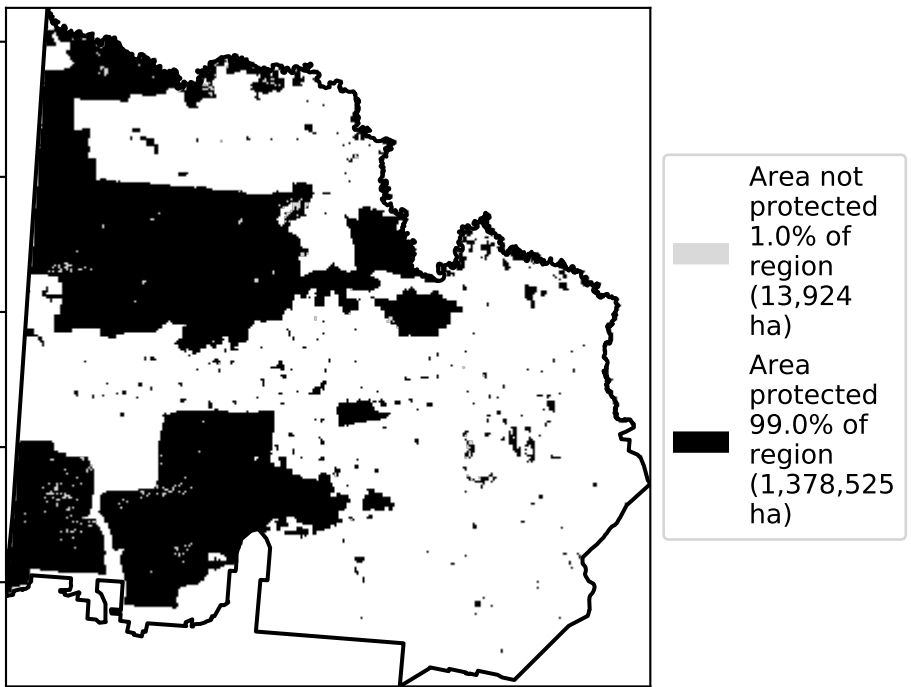 Area not
protected
1.0% of
region
(13,924
ha)
Area
protected
99.0% of
region
(1,378,525
ha)